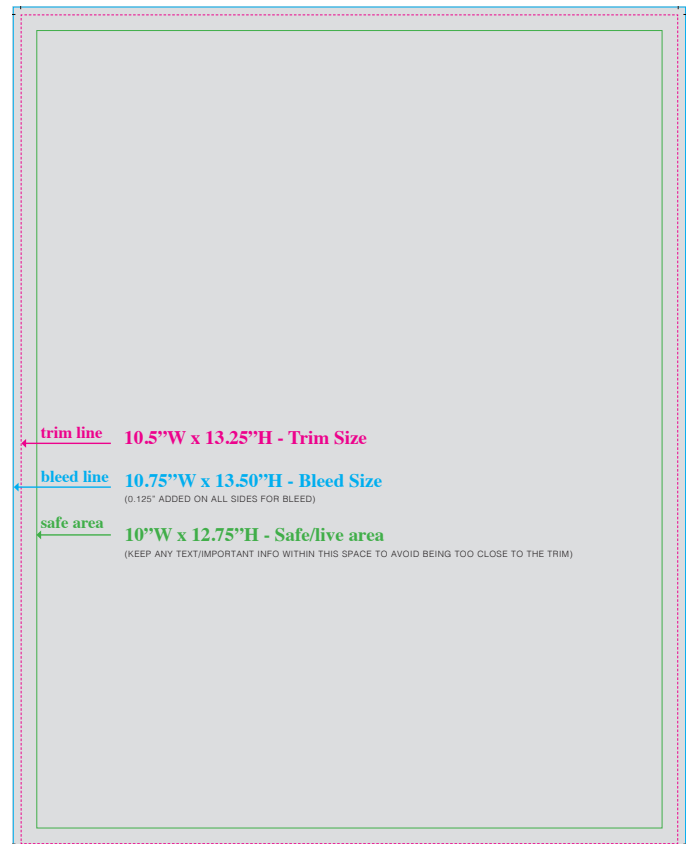 trim line
10.5”W x 13.25”H - Trim Size
bleed line
10.75”W x 13.50”H - Bleed Size
(0.125" ADDED ON ALL SIDES FOR BLEED)
safe area
10”W x 12.75”H - Safe/live area
(KEEP ANY TEXT/IMPORTANT INFO WITHIN THIS SPACE TO AVOID BEING TOO CLOSE TO THE TRIM)